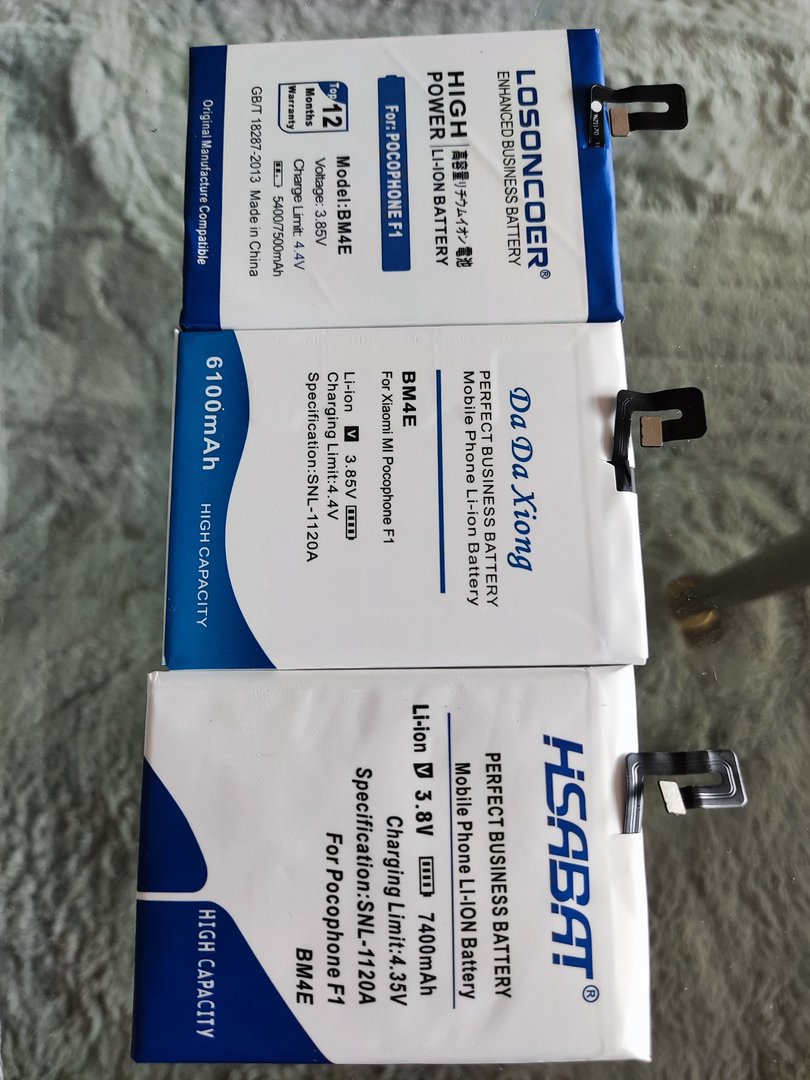 LOSONCOER®
ENHANCED BUSINESS BATTERY
HIGH
POWER
高容量リチウムイオン電池
LI-ION BATTERY
For: POCOPHONE F1
Top
12
Months
Warranty
Model:BM4E
Voltage: 3.85V
Charge Limit: 4.4V
5400/7500mAh
GB/T 18287-2013 Made in China
Original Manufacture Compatible
Da Da Xiong
PERFECT BUSINESS BATTERY
Mobile Phone Li-ion Battery
BM4E
For Xiaomi MI Pocophone F1
Li-ion V 3.85V
Charging Limit:4.4V
Specification:SNL-1120A
6100mAh HIGH CAPACITY
HSABAT®
PERFECT BUSINESS BATTERY
Mobile Phone LI-ION Battery
Li-ion V 3.8V 7400mAh
Charging Limit:4.35V
Specification:SNL-1120A
For Pocophone F1
BM4E
HIGH CAPACITY